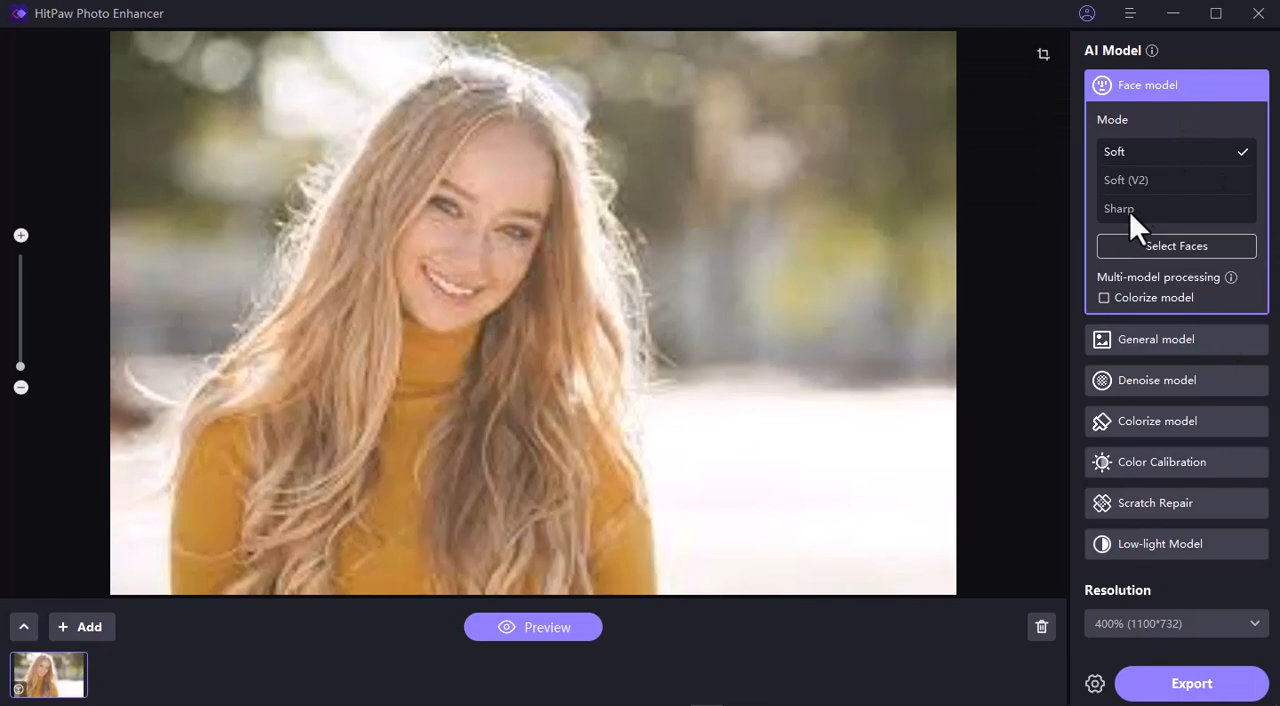 HitPaw Photo Enhancer
AI Model
Face model
Mode
Soft
Soft (V2)
Sharp
Select Faces
Multi-model processing
Colorize model
General model
Denoise model
Colorize model
Color Calibration
Scratch Repair
Low-light Model
Resolution
400% (1100*732)
Export
Add
Preview